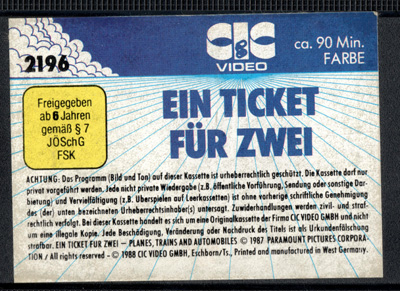 2196
CIC
VIDEO
ca. 90 Min.
FARBE
Freigegeben
ab 6 Jahren
gemäß § 7
JÖSchG
FSK
EIN TICKET
FÜR ZWEI
ACHTUNG: Das Programm (Bild und Ton) auf dieser Kassette ist urheberrechtlich geschützt. Die Kassette darf nur
privat vorgeführt werden. Jede nicht private Wiedergabe (z.B. öffentliche Vorführung, Sendung oder sonstige Dar-
bietung) und Vervielfältigung (z.B. Überspielen auf Leerkassetten) ist ohne vorherige schriftliche Genehmigung
des (der) unten bezeichneten Urheberrechtsinhaber(s) untersagt. Zuwiderhandlungen werden zivil- und straf-
rechtlich verfolgt. Bei diesem Exemplar handelt es sich um eine Originalkassette der Firma CIC VIDEO GMBH und nicht
um eine illegale Kopie. Jede Beschädigung, Veränderung oder Nachdruck des Titels ist als Urkundenfälschung
strafbar. EIN TICKET FÜR ZWEI — PLANES, TRAINS AND AUTOMOBILES © 1987 PARAMOUNT PICTURES CORPORA-
TION / All rights reserved - © 1988 CIC VIDEO GMBH, Eschborn/Ts., Printed and manufactured in West Germany.